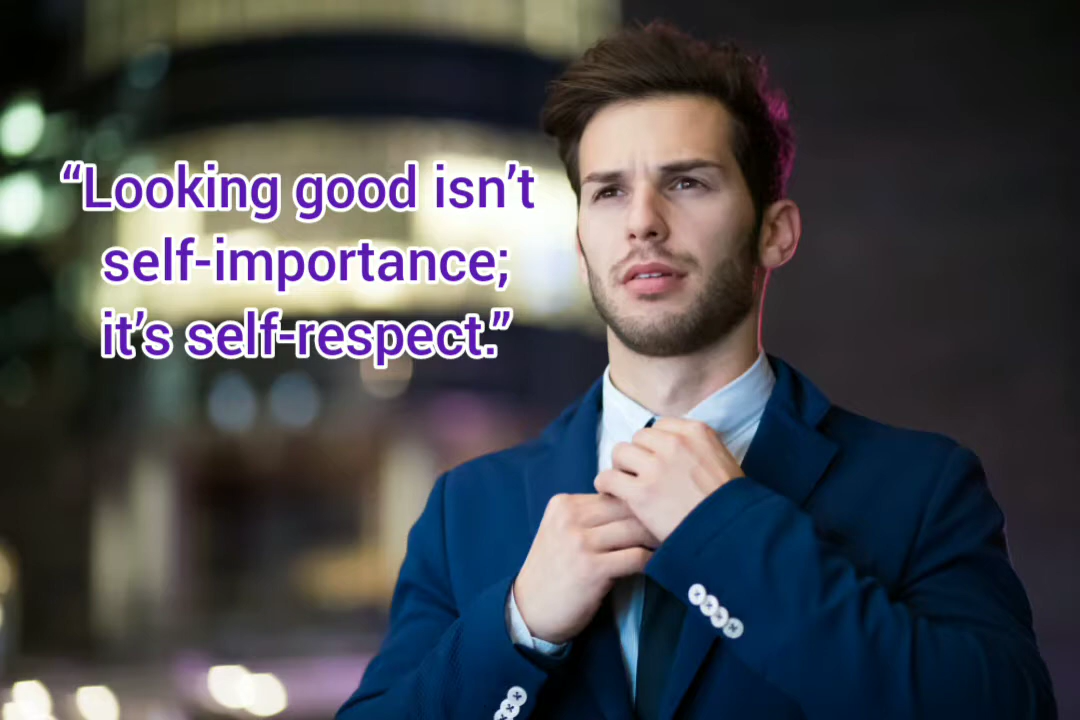 “Looking good isn’t
self-importance;
it’s self-respect.”